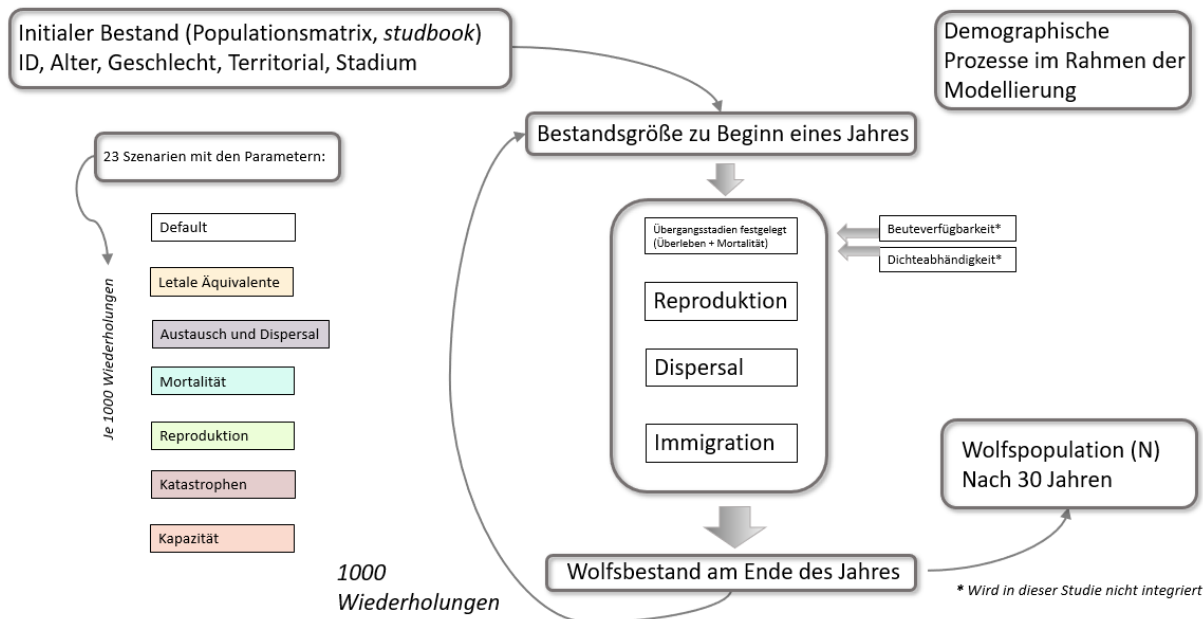 Initialer Bestand (Populationsmatrix, studbook)
ID, Alter, Geschlecht, Territorial, Stadium
Demographische
Prozesse im Rahmen der
Modellierung
Bestandsgröße zu Beginn eines Jahres
23 Szenarien mit den Parametern:
Default
Letale Äquivalente
Austausch und Dispersal
Mortalität
Reproduktion
Katastrophen
Kapazität
Je 1000 Wiederholungen
Übergangsstadien festgelegt
(Überleben + Mortalität)
Beuteverfügbarkeit*
Dichteabhändigkeit*
Reproduktion
Dispersal
Immigration
Wolfspopulation (N)
Nach 30 Jahren
Wolfsbestand am Ende des Jahres
1000
Wiederholungen
* Wird in dieser Studie nicht integriert